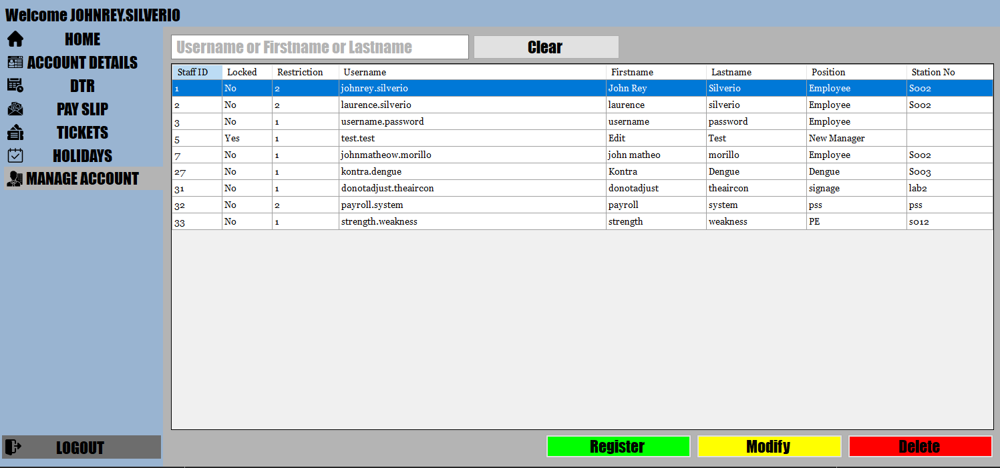 Welcome JOHNREY.SILVERIO
HOME
ACCOUNT DETAILS
DTR
PAY SLIP
TICKETS
HOLIDAYS
MANAGE ACCOUNT
LOGOUT
Username or Firstname or Lastname Clear
Staff ID Locked Restriction Username Firstname Lastname Position Station No
1 No 2 johnrey.silverio John Rey Silverio Employee S002
2 No 2 laurence.silverio laurence silverio Employee S002
3 No 1 username.password username password Employee
5 Yes 1 test.test Edit Test New Manager
7 No 1 johnmatheow.morillo john matheo morillo Employee S002
27 No 1 kontra.dengue Kontra Dengue Dengue S003
31 No 1 donotadjust.theaircon donotadjust theaircon signage lab2
32 No 2 payroll.system payroll system pss pss
33 No 1 strength.weakness strength weakness PE s012
Register Modify Delete